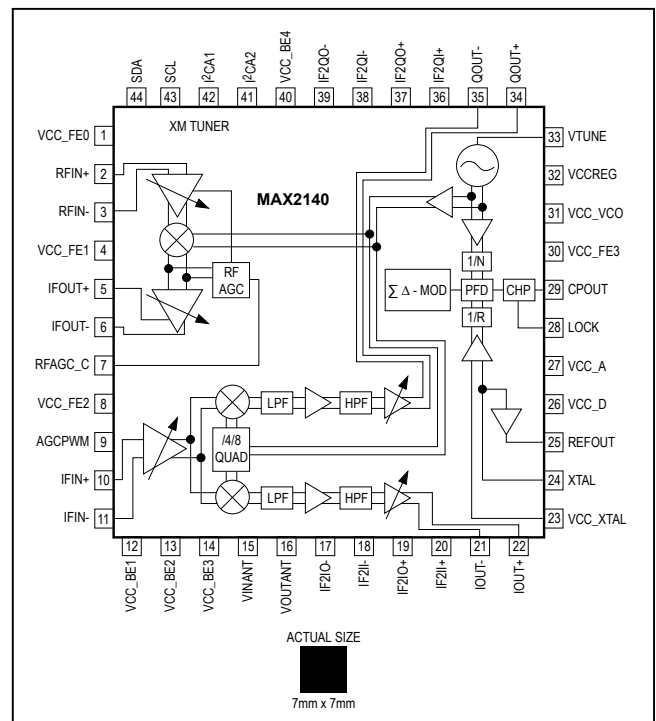 SDA
SCL
I²CA1
I²CA2
VCC_BE4
IF2QO-
IF2QI-
IF2QO+
IF2QI+
QOUT-
QOUT+
44
43
42
41
40
39
38
37
36
35
34
XM TUNER
MAX2140
VCC_FE0 1
RFIN+ 2
RFIN- 3
VCC_FE1 4
IFOUT+ 5
IFOUT- 6
RFAGC_C 7
VCC_FE2 8
AGCPWM 9
IFIN+ 10
IFIN- 11
RF
AGC
LPF
HPF
/4/8
QUAD
LPF
HPF
1/N
∑ Δ - MOD
PFD
CHP
1/R
33 VTUNE
32 VCCREG
31 VCC_VCO
30 VCC_FE3
29 CPOUT
28 LOCK
27 VCC_A
26 VCC_D
25 REFOUT
24 XTAL
23 VCC_XTAL
12
13
14
15
16
17
18
19
20
21
22
VCC_BE1
VCC_BE2
VCC_BE3
VINANT
VOUTANT
IF2IO-
IF2II-
IF2IO+
IF2II+
IOUT-
IOUT+
ACTUAL SIZE
7mm x 7mm